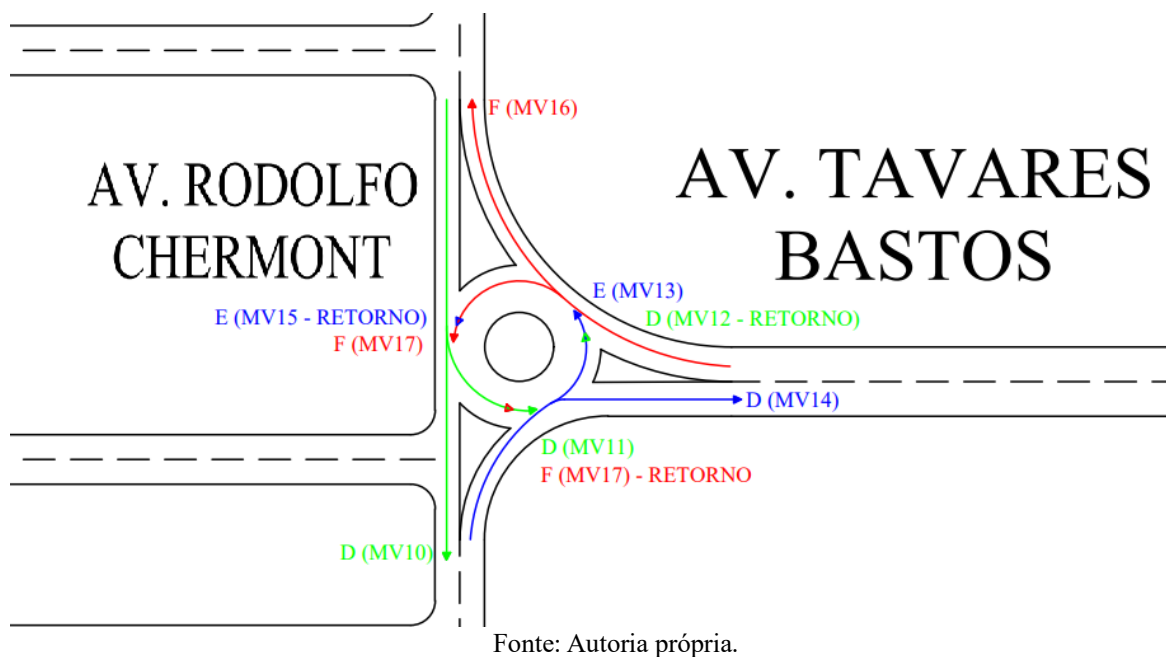 F (MV16)
AV. RODOLFO
CHERMONT
AV. TAVARES
BASTOS
E (MV13)
D (MV12 - RETORNO)
E (MV15 - RETORNO)
F (MV17)
D (MV14)
D (MV11)
F (MV17) - RETORNO
D (MV10)
Fonte: Autoria própria.